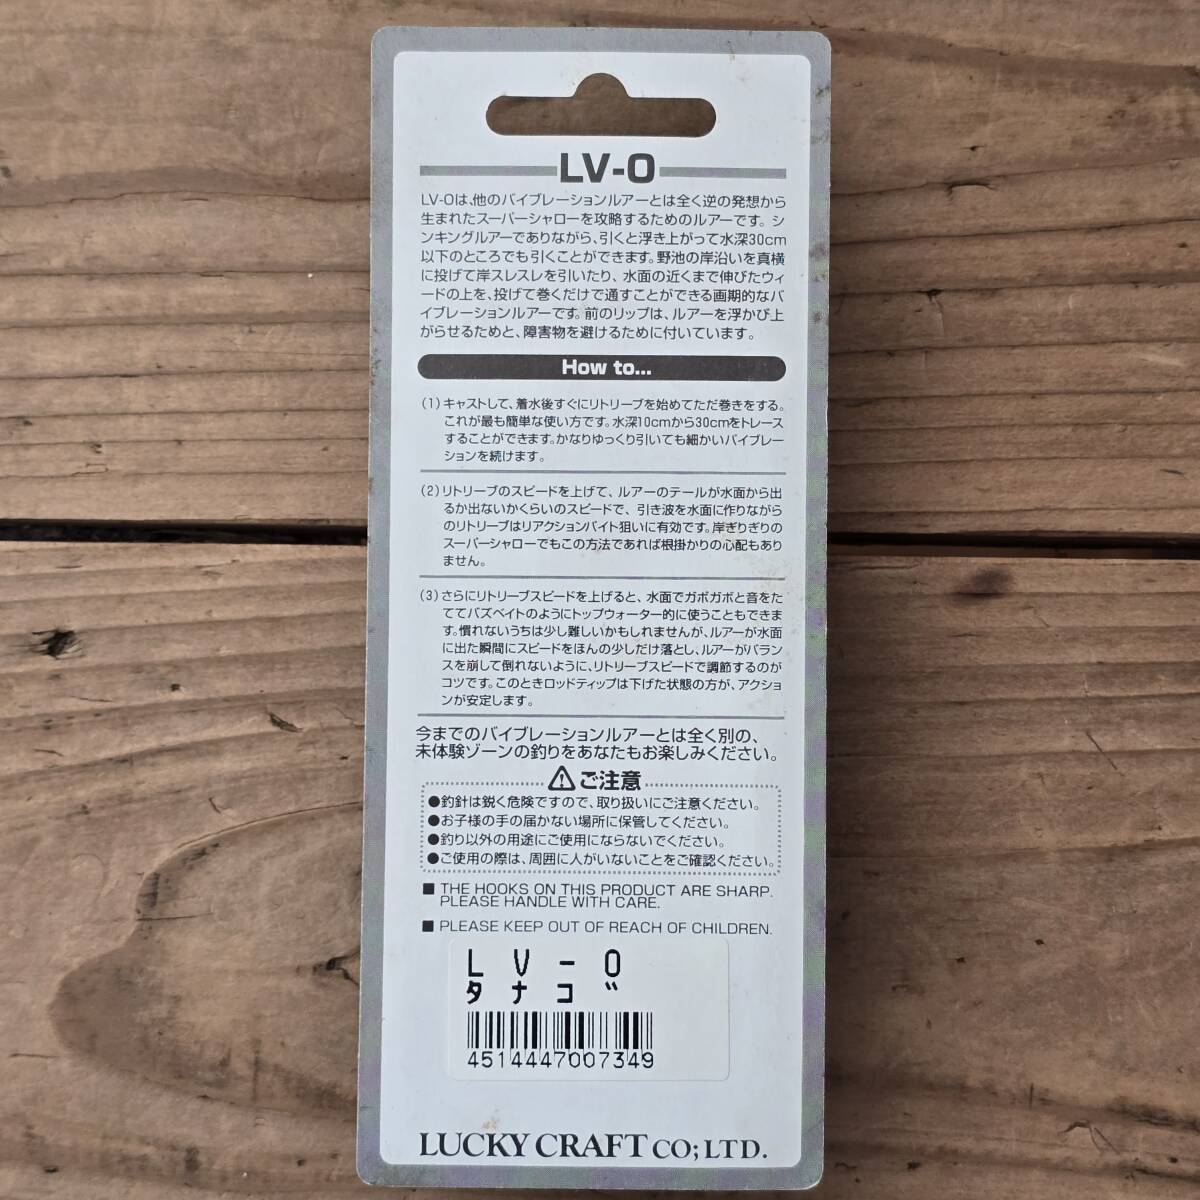 LV-O
LV-Oは、他のバイブレーションルアーとは全く逆の発想から
生まれたスーパーシャローを攻略するためのルアーです。シ
ンキングルアーでありながら、引くと浮き上がって水深30cm
以下のところでも引くことができます。野池の岸沿いを真横
に投げて岸スレスレを引いたり、水面の近くまで伸びたウィ
ードの上を、投げて巻くだけで通すことができる画期的なバ
イブレーションルアーです。前のリップは、ルアーを浮かび上
がらせるためと、障害物を避けるために付いています。
How to...
(1)キャストして、着水後すぐにリトリーブを始めてただ巻きをする。
これが最も簡単な使い方です。水深10cmから30cmをトレース
することができます。かなりゆっくり引いても細かいバイブレー
ションを続けます。
(2)リトリーブのスピードを上げて、ルアーのテールが水面から出
るか出ないかくらいのスピードで、引き波を水面に作りながら
のリトリーブはリアクションバイト狙いに有効です。岸ぎりぎりの
スーパーシャローでもこの方法であれば根掛かりの心配もあり
ません。
(3)さらにリトリーブスピードを上げると、水面でガボガボと音をた
ててバズベイトのようにトップウォーター的に使うこともできま
す。慣れないうちは少し難しいかもしれませんが、ルアーが水面
に出た瞬間にスピードをほんの少しだけ落とし、ルアーがバラン
スを崩して倒れないように、リトリーブスピードで調節するのが
コツです。このときロッドティップは下げた状態の方が、アクショ
ンが安定します。
今までのバイブレーションルアーとは全く別の、
未体験ゾーンの釣りをあなたもお楽しみください。
⚠ご注意
●釣針は鋭く危険ですので、取り扱いにご注意ください。
●お子様の手の届かない場所に保管してください。
●釣り以外の用途にご使用にならないでください。
●ご使用の際は、周囲に人がいないことをご確認ください。
■ THE HOOKS ON THIS PRODUCT ARE SHARP.
PLEASE HANDLE WITH CARE.
■ PLEASE KEEP OUT OF REACH OF CHILDREN.
LV-0
タナコ゛
4514447007349
LUCKY CRAFT CO;LTD.